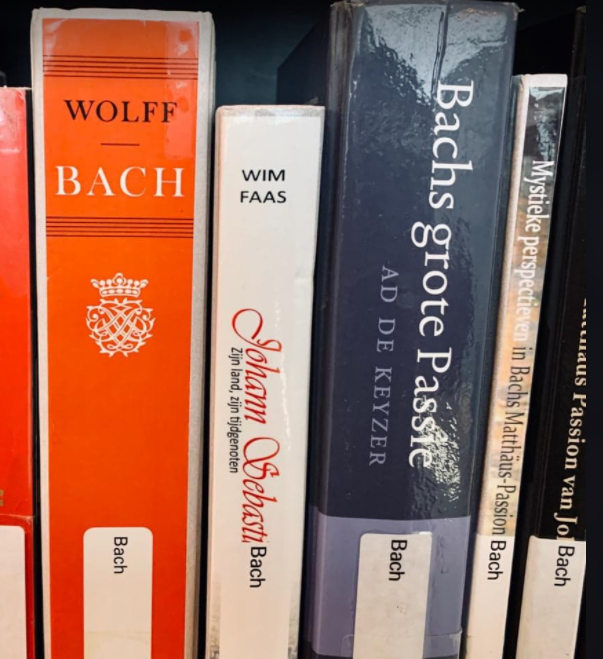 WOLFF
BACH
Bach
WIM
FAAS
Johann Sebasti
Zijn land, zijn tijdgenoten
Bach
Bachs grote Passie
AD DE KEYZER
Bach
Mystieke perspectieven in Bachs Matthäus-Passion
Bach
Passion van Jo
Bach